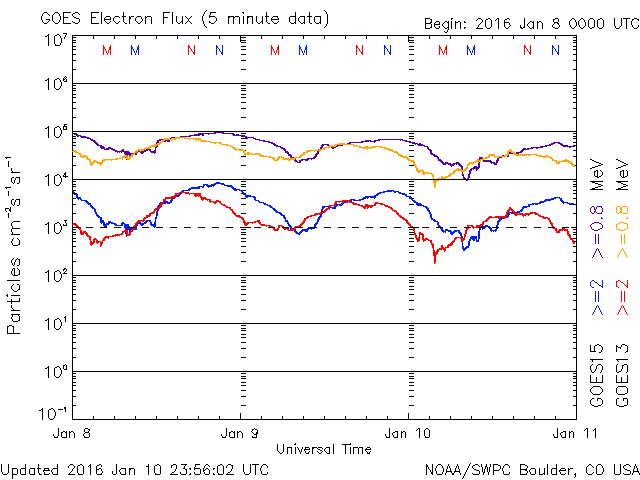 GOES Electron Flux (5 minute data)
Begin: 2016 Jan 8 0000 UTC
M M N N M M N N M M N N
10⁷
10⁶
10⁵
10⁴
10³
10²
10¹
10⁰
10⁻¹
Particles cm⁻²s⁻¹sr⁻¹
Jan 8 Jan 9 Jan 10 Jan 11
Universal Time
GOES15 >=2 >=0.8 MeV
GOES13 >=2 >=0.8 MeV
Updated 2016 Jan 10 23:56:02 UTC
NOAA/SWPC Boulder, CO USA